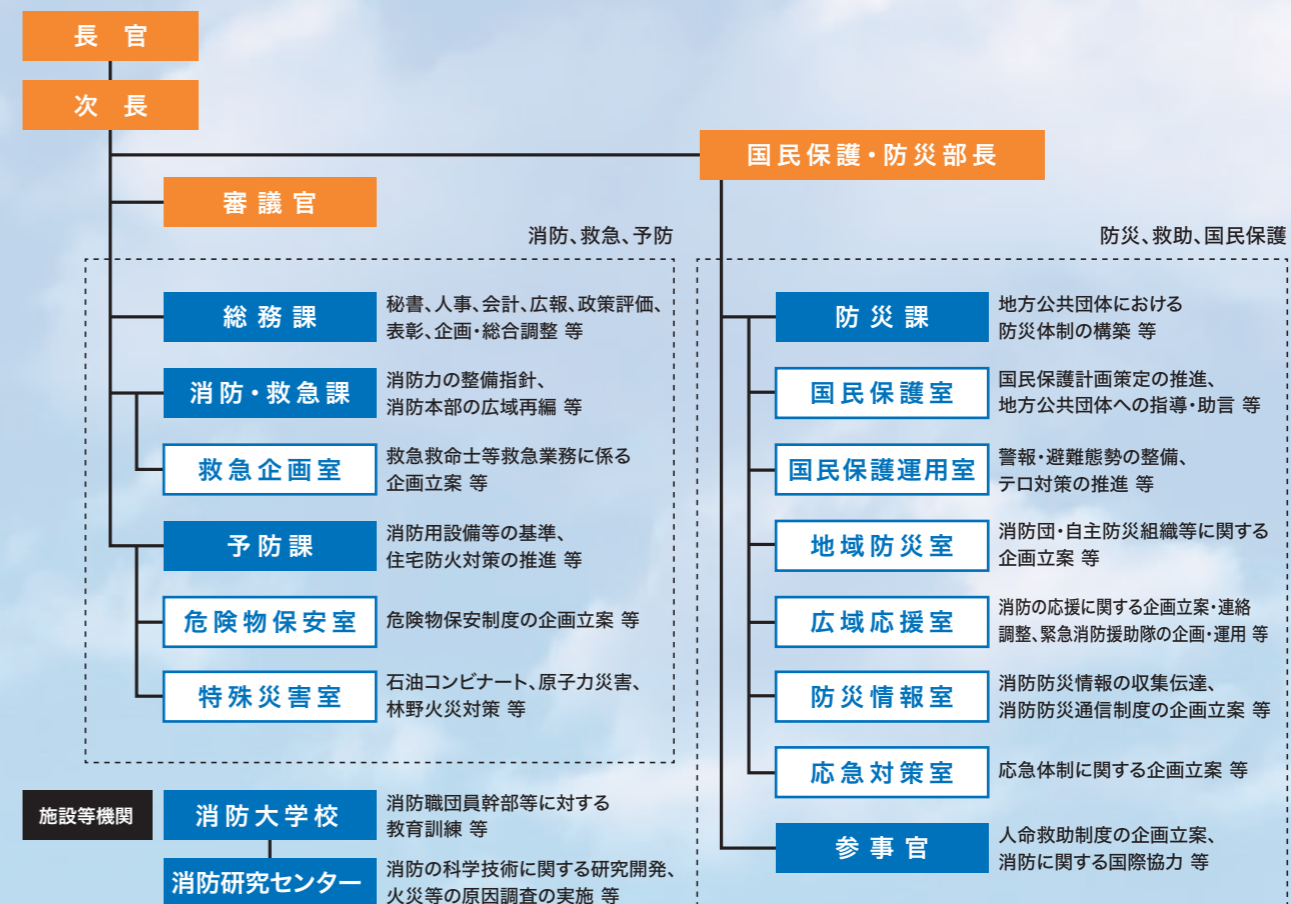 長官
次長
国民保護・防災部長
審議官
消防、救急、予防
総務課
秘書、人事、会計、広報、政策評価、
表彰、企画・総合調整 等
消防・救急課
消防力の整備指針、
消防本部の広域再編 等
救急企画室
救急救命士等救急業務に係る
企画立案 等
予防課
消防用設備等の基準、
住宅防火対策の推進 等
危険物保安室
危険物保安制度の企画立案 等
特殊災害室
石油コンビナート、原子力災害、
林野火災対策 等
施設等機関
消防大学校
消防職団員幹部等に対する
教育訓練 等
消防研究センター
消防の科学技術に関する研究開発、
火災等の原因調査の実施 等
防災、救助、国民保護
防災課
地方公共団体における
防災体制の構築 等
国民保護室
国民保護計画策定の推進、
地方公共団体への指導・助言 等
国民保護運用室
警報・避難態勢の整備、
テロ対策の推進 等
地域防災室
消防団・自主防災組織等に関する
企画立案 等
広域応援室
消防の応援に関する企画立案・連絡
調整、緊急消防援助隊の企画・運用 等
防災情報室
消防防災情報の収集伝達、
消防防災通信制度の企画立案 等
応急対策室
応急体制に関する企画立案 等
参事官
人命救助制度の企画立案、
消防に関する国際協力 等